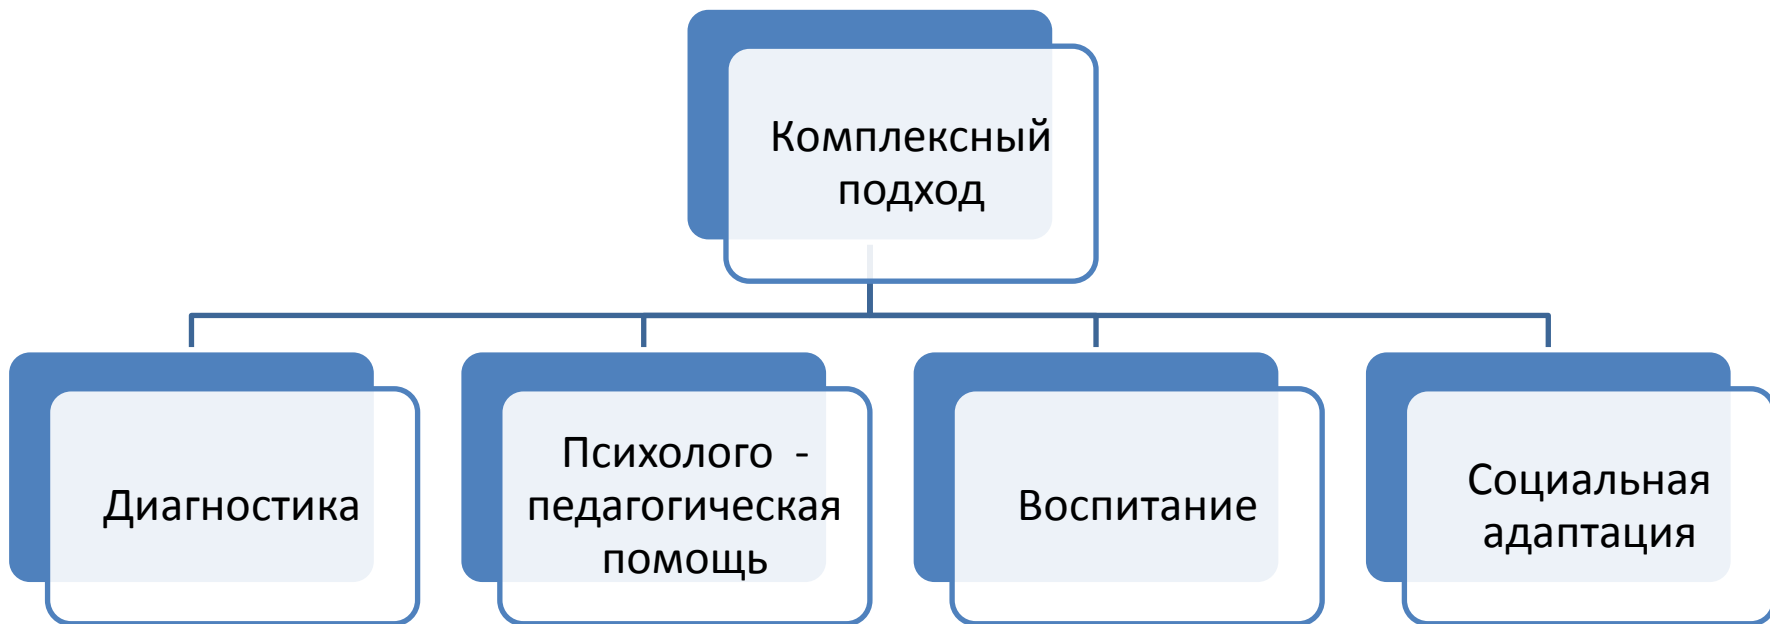 Комплексный
подход
Диагностика
Психолого -
педагогическая
помощь
Воспитание
Социальная
адаптация